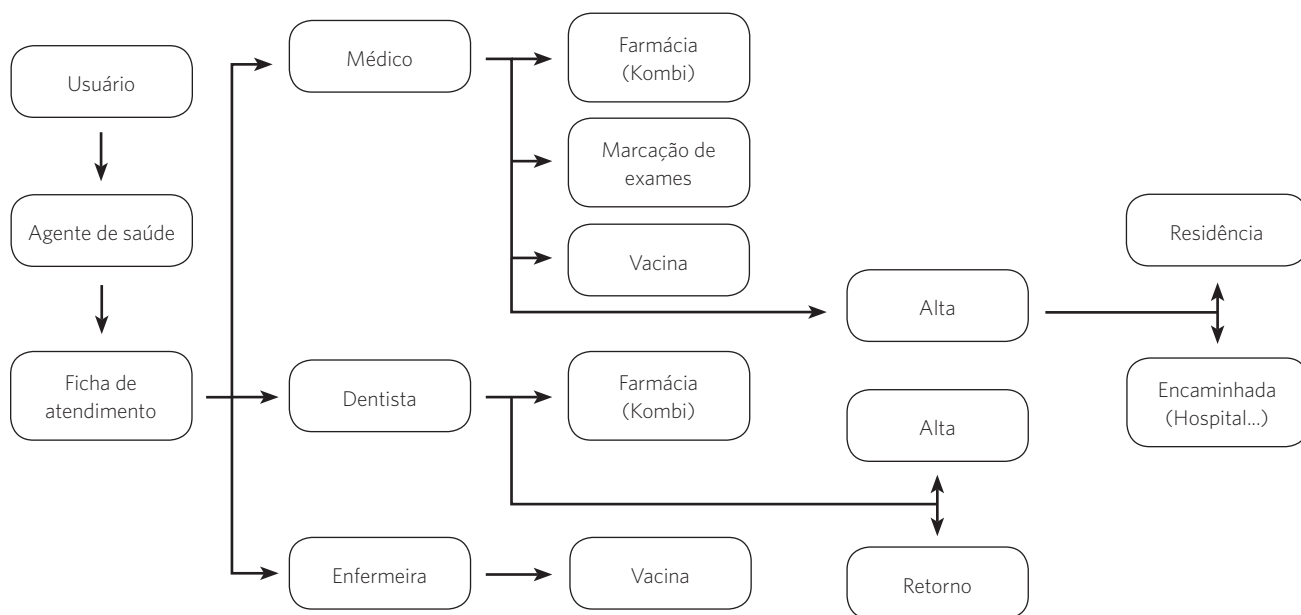 Usuário
Agente de saúde
Ficha de
atendimento
Médico
Farmácia
(Kombi)
Marcação de
exames
Vacina
Alta
Residência
Encaminhada
(Hospital...)
Dentista
Farmácia
(Kombi)
Alta
Retorno
Enfermeira
Vacina